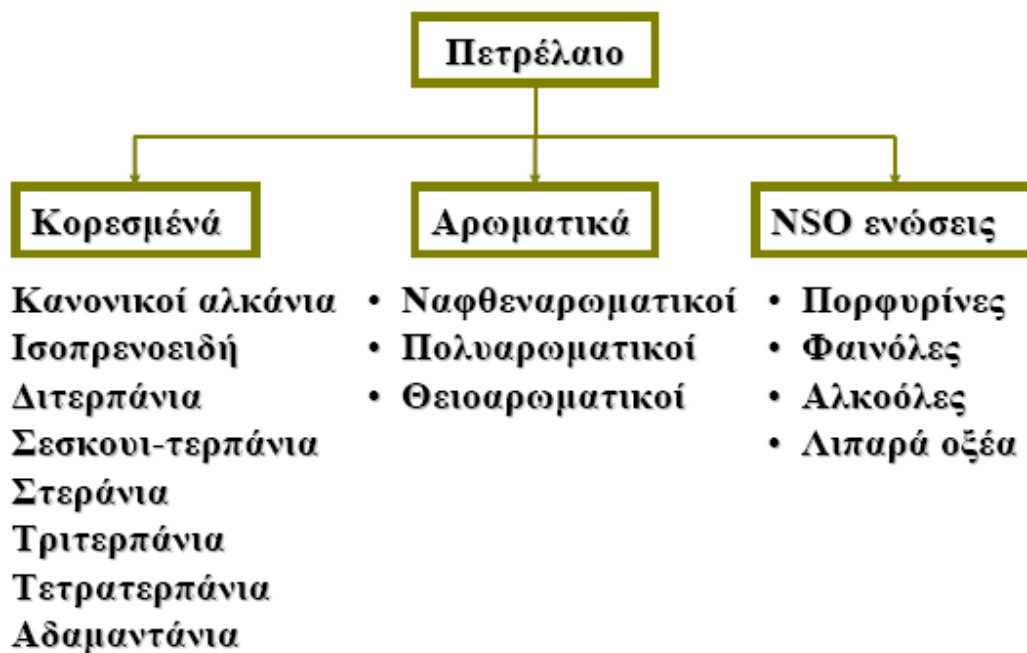 Πετρέλαιο
Κορεσμένά
Αρωματικά
NSO ενώσεις
Κανονικοί αλκάνια
Ισοπρενοειδή
Διτερπάνια
Σεσκουι-τερπάνια
Στεράνια
Τριτερπάνια
Τετρατερπάνια
Αδαμαντάνια
• Ναφθεναρωματικοί
• Πολυαρωματικοί
• Θειοαρωματικοί
• Πορφυρίνες
• Φαινόλες
• Αλκοόλες
• Λιπαρά οξέα